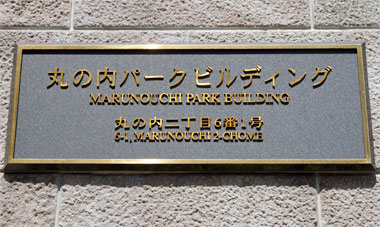 丸の内パークビルディング
MARUNOUCHI PARK BUILDING
丸の内二丁目6番1号
6-1, MARUNOUCHI 2-CHOME